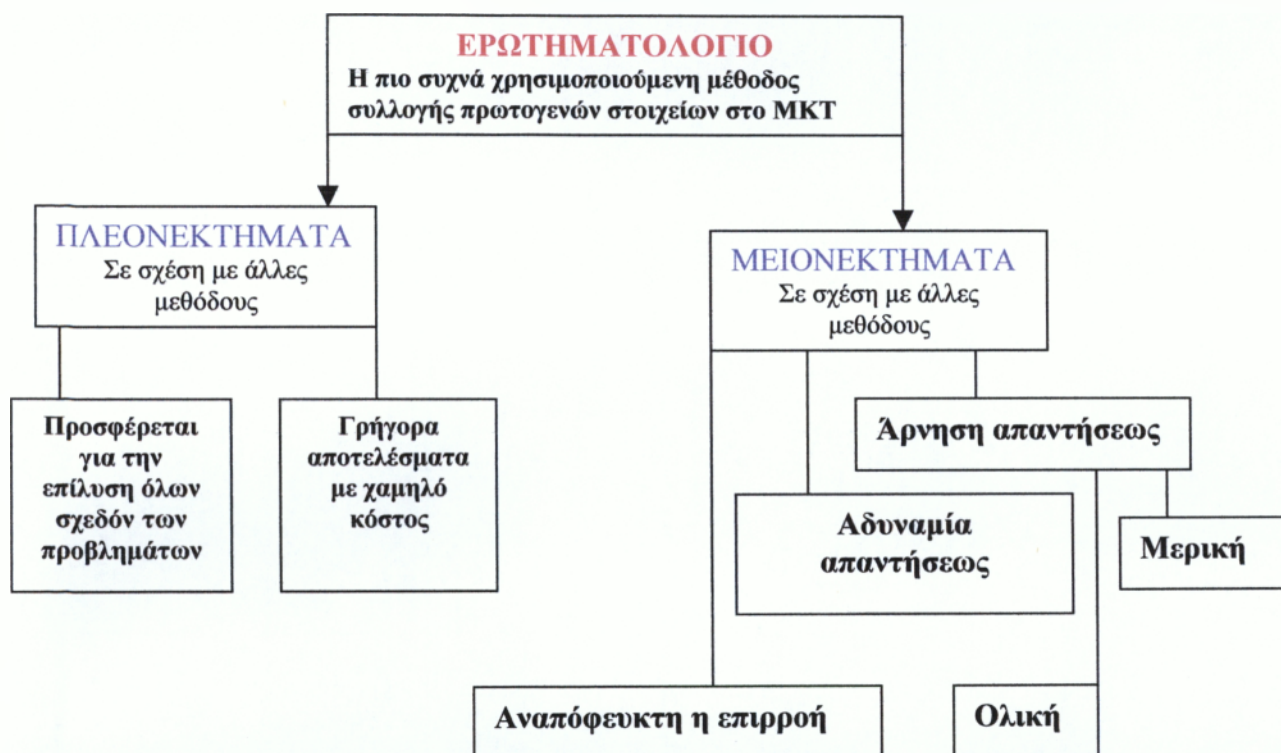 ΕΡΩΤΗΜΑΤΟΛΟΓΙΟ
Η πιο συχνά χρησιμοποιούμενη μέθοδος
συλλογής πρωτογενών στοιχείων στο ΜΚΤ
ΠΛΕΟΝΕΚΤΗΜΑΤΑ
Σε σχέση με άλλες
μεθόδους
ΜΕΙΟΝΕΚΤΗΜΑΤΑ
Σε σχέση με άλλες
μεθόδους
Προσφέρεται
για την
επίλυση όλων
σχεδόν των
προβλημάτων
Γρήγορα
αποτελέσματα
με χαμηλό
κόστος
Άρνηση απαντήσεως
Αδυναμία
απαντήσεως
Μερική
Αναπόφευκτη η επιρροή
Ολική